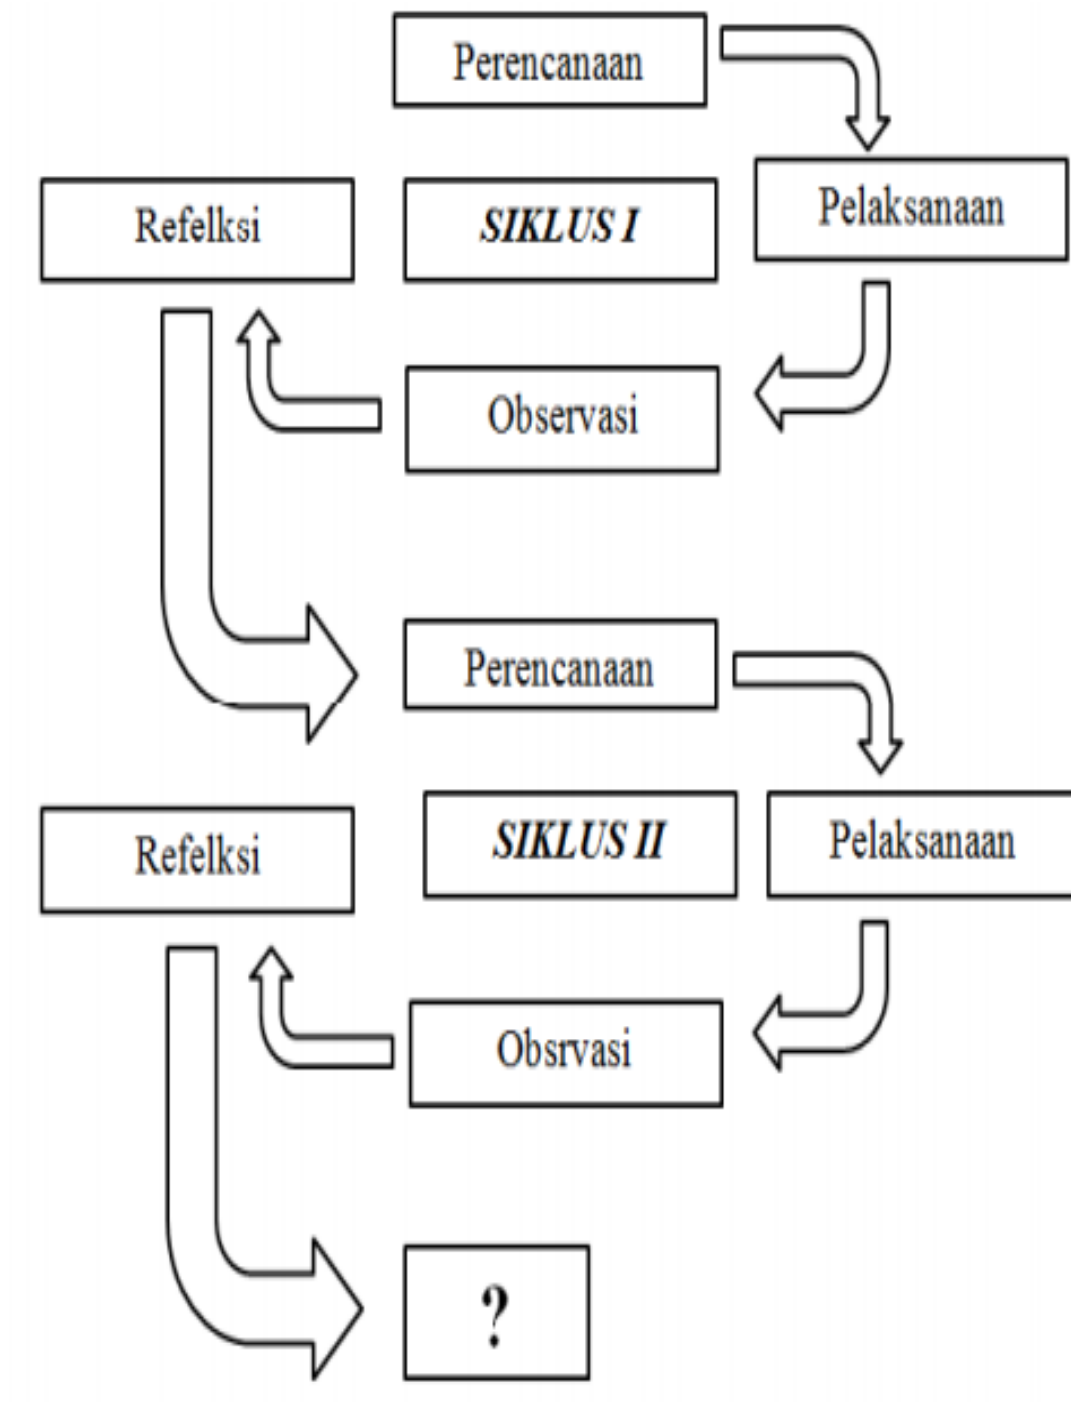 Perencanaan
Pelaksanaan
Refelksi
SIKLUS I
Observasi
Perencanaan
Pelaksanaan
Refelksi
SIKLUS II
Obsrvasi
?